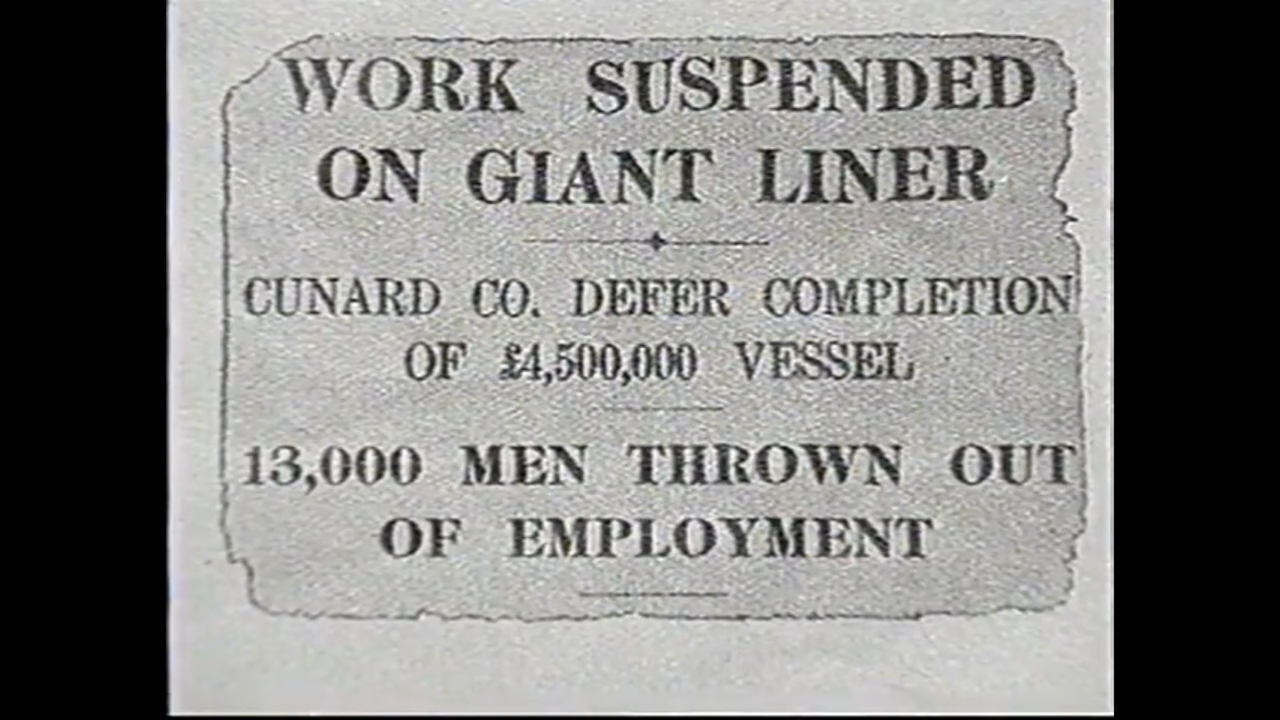 WORK SUSPENDED
ON GIANT LINER
CUNARD CO. DEFER COMPLETION
OF £4,500,000 VESSEL
13,000 MEN THROWN OUT
OF EMPLOYMENT